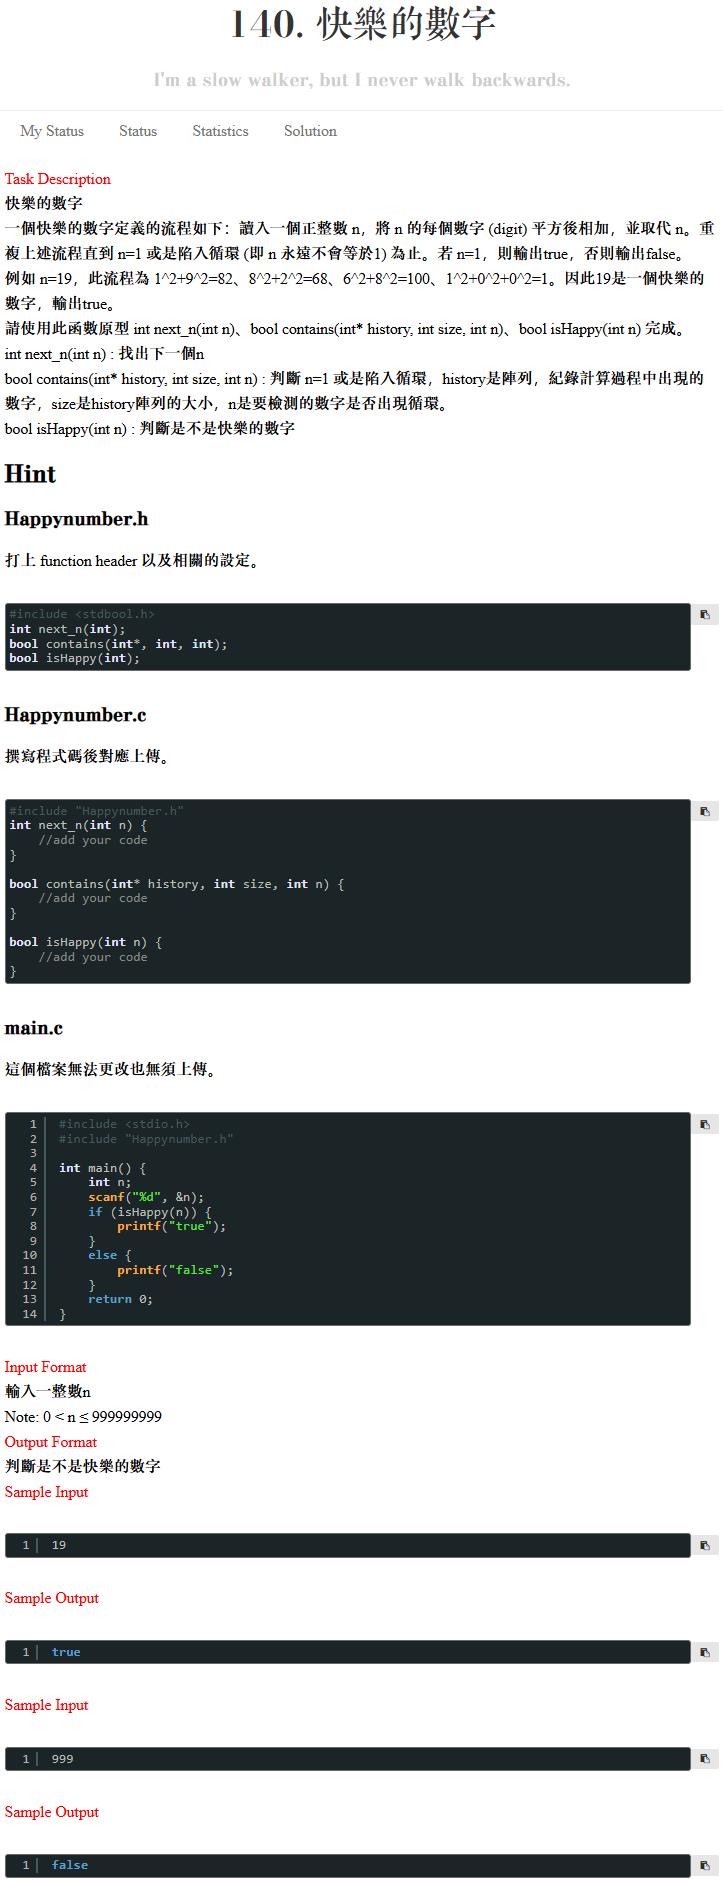 140. 快樂的數字
I'm a slow walker, but I never walk backwards.
My Status Status Statistics Solution
Task Description
快樂的數字
一個快樂的數字定義的流程如下：讀入一個正整數 n，將 n 的每個數字 (digit) 平方後相加，並取代 n。重
複上述流程直到 n=1 或是陷入循環 (即 n 永遠不會等於1) 為止。若 n=1，則輸出true，否則輸出false。
例如 n=19，此流程為 1^2+9^2=82、8^2+2^2=68、6^2+8^2=100、1^2+0^2+0^2=1。因此19是一個快樂的
數字，輸出true。
請使用此函數原型 int next_n(int n)、bool contains(int* history, int size, int n)、bool isHappy(int n) 完成。
int next_n(int n) : 找出下一個n
bool contains(int* history, int size, int n) : 判斷 n=1 或是陷入循環，history是陣列，紀錄計算過程中出現的
數字，size是history陣列的大小，n是要檢測的數字是否出現循環。
bool isHappy(int n) : 判斷是不是快樂的數字
Hint
Happynumber.h
打上 function header 以及相關的設定。
#include <stdbool.h>
int next_n(int);
bool contains(int*, int, int);
bool isHappy(int);
Happynumber.c
撰寫程式碼後對應上傳。
#include "Happynumber.h"
int next_n(int n) {
    //add your code
}
bool contains(int* history, int size, int n) {
    //add your code
}
bool isHappy(int n) {
    //add your code
}
main.c
這個檔案無法更改也無須上傳。
1 #include <stdio.h>
2 #include "Happynumber.h"
3
4 int main() {
5     int n;
6     scanf("%d", &n);
7     if (isHappy(n)) {
8         printf("true");
9     }
10     else {
11         printf("false");
12     }
13     return 0;
14 }
Input Format
輸入一整數n
Note: 0 < n ≤ 999999999
Output Format
判斷是不是快樂的數字
Sample Input
1 19
Sample Output
1 true
Sample Input
1 999
Sample Output
1 false